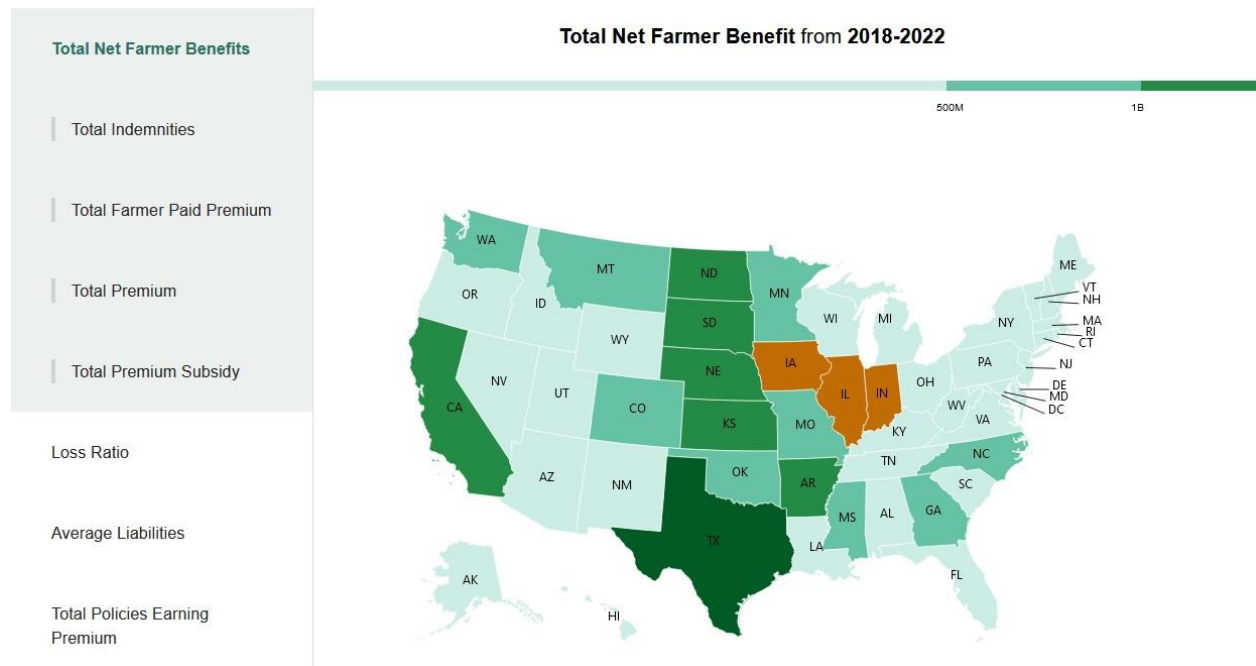 Total Net Farmer Benefits
Total Indemnities
Total Farmer Paid Premium
Total Premium
Total Premium Subsidy
Loss Ratio
Average Liabilities
Total Policies Earning
Premium
Total Net Farmer Benefit from 2018-2022
500M
1B
WA
MT
ND
MN
ME
VT
NH
OR
ID
SD
WI
MI
NY
MA
RI
CT
WY
IA
PA
NJ
NV
UT
NE
IL
IN
OH
DE
MD
DC
CA
CO
KS
MO
WV
VA
KY
AZ
NM
OK
AR
TN
NC
SC
MS
AL
GA
TX
LA
FL
AK
HI